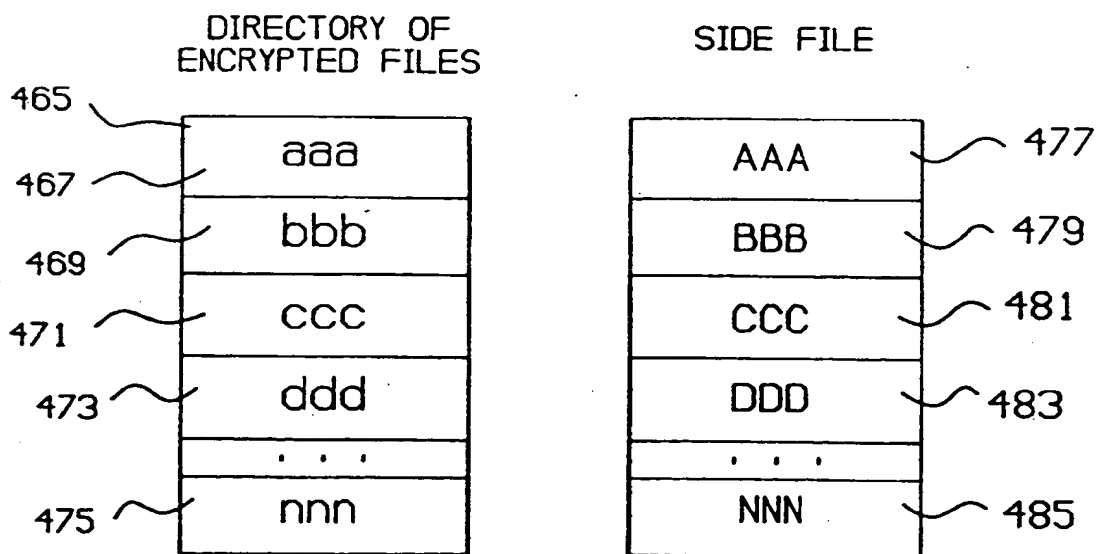 DIRECTORY OF
ENCRYPTED FILES
SIDE FILE
465
467
aaa
AAA
477
469
bbb
BBB
479
471
ccc
CCC
481
473
ddd
DDD
483
. . .
. . .
475
nnn
NNN
485